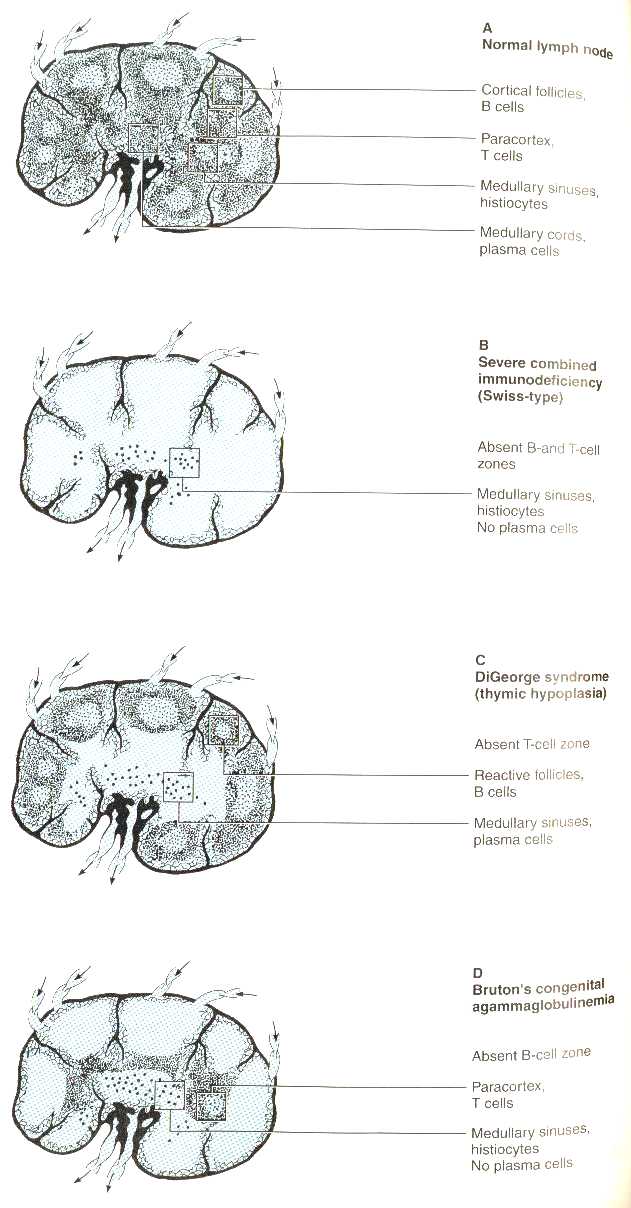 A
Normal lymph node
Cortical follicles,
B cells
Paracortex,
T cells
Medullary sinuses,
histiocytes
Medullary cords,
plasma cells
B
Severe combined
immunodeficiency
(Swiss-type)
Absent B-and T-cell
zones
Medullary sinuses,
histiocytes
No plasma cells
C
DiGeorge syndrome
(thymic hypoplasia)
Absent T-cell zone
Reactive follicles,
B cells
Medullary sinuses,
plasma cells
D
Bruton's congenital
agammaglobulinemia
Absent B-cell zone
Paracortex,
T cells
Medullary sinuses,
histiocytes
No plasma cells